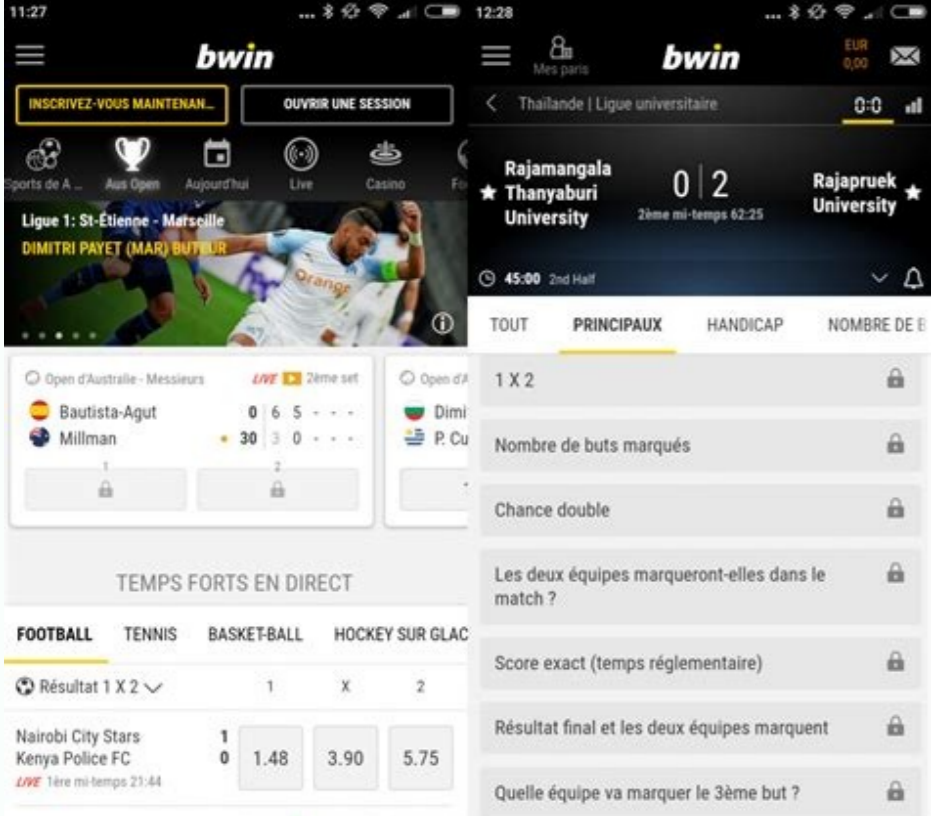 11:27
bwin
INSCRIVEZ-VOUS MAINTENAN...
OUVRIR UNE SESSION
Sports de A ...
Aus Open
Aujourd'hui
Live
Casino
Fo
Ligue 1: St-Étienne - Marseille
DIMITRI PAYET (MAR) BUTEUR
Orange
Open d'Australie - Messieurs LIVE 2ème set
Bautista-Agut 0 6 5 - - -
Millman 30 3 0 - - -
1 2
Open d'A
Dimi
P. Cu
TEMPS FORTS EN DIRECT
FOOTBALL TENNIS BASKET-BALL HOCKEY SUR GLAC
Résultat 1 X 2 1 X 2
Nairobi City Stars 1
Kenya Police FC 0 1.48 3.90 5.75
LIVE 1ère mi-temps 21:44
12:28
Mes paris
bwin
EUR
0,00
Thaïlande | Ligue universitaire 0:0
Rajamangala
Thanyaburi
University
0 | 2
2ème mi-temps 62:25
Rajapruek
University
45:00 2nd Half
TOUT PRINCIPAUX HANDICAP NOMBRE DE B
1 X 2
Nombre de buts marqués
Chance double
Les deux équipes marqueront-elles dans le
match ?
Score exact (temps réglementaire)
Résultat final et les deux équipes marquent
Quelle équipe va marquer le 3ème but ?